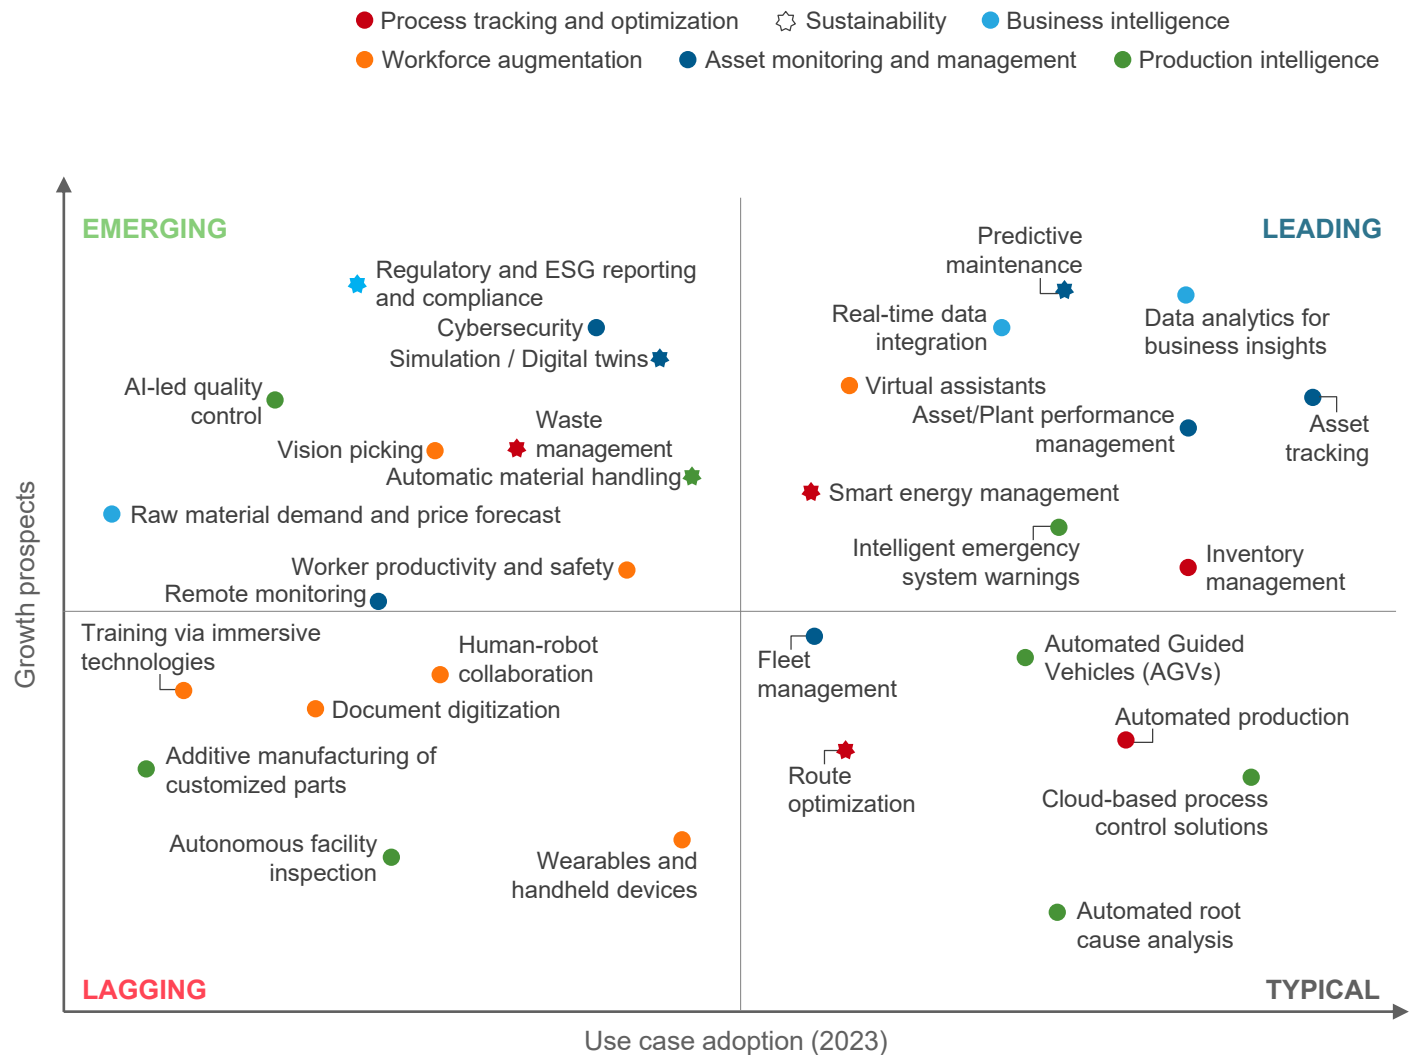 Process tracking and optimization
Sustainability
Business intelligence
Workforce augmentation
Asset monitoring and management
Production intelligence
EMERGING
LEADING
Regulatory and ESG reporting
and compliance
Cybersecurity
Simulation / Digital twins
AI-led quality
control
Waste
management
Vision picking
Automatic material handling
Raw material demand and price forecast
Worker productivity and safety
Remote monitoring
Predictive
maintenance
Real-time data
integration
Data analytics for
business insights
Virtual assistants
Asset/Plant performance
management
Asset
tracking
Smart energy management
Intelligent emergency
system warnings
Inventory
management
Growth prospects
Training via immersive
technologies
Human-robot
collaboration
Document digitization
Additive manufacturing of
customized parts
Autonomous facility
inspection
Wearables and
handheld devices
Fleet
management
Automated Guided
Vehicles (AGVs)
Automated production
Route
optimization
Cloud-based process
control solutions
Automated root
cause analysis
LAGGING
TYPICAL
Use case adoption (2023)